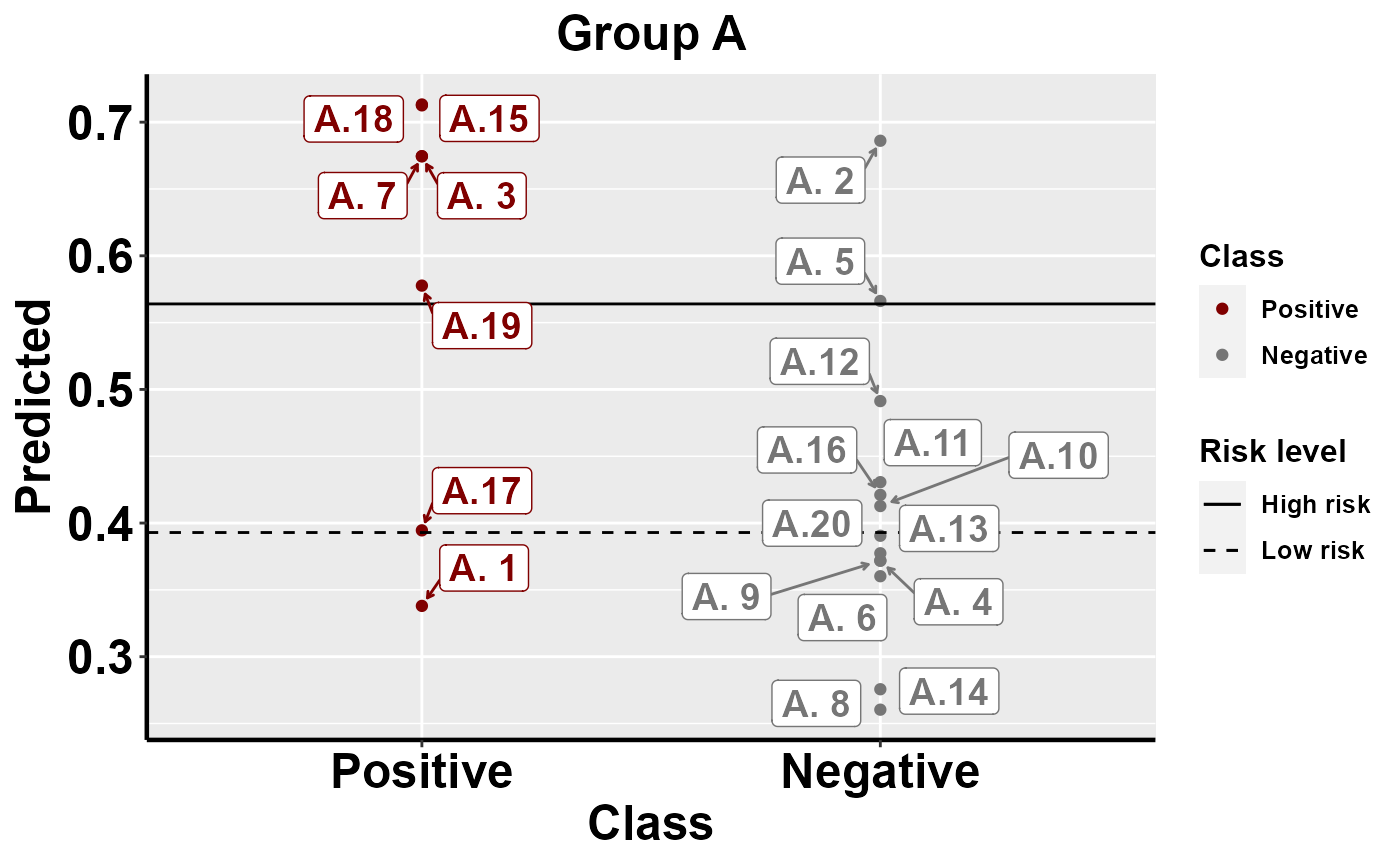 Group A
Predicted
0.7
0.6
0.5
0.4
0.3
A.18
A.15
A. 7
A. 3
A.19
A.17
A. 1
A. 2
A. 5
A.12
A.16
A.11
A.10
A.20
A.13
A. 9
A. 6
A. 4
A. 8
A.14
Positive
Negative
Class
Class
Positive
Negative
Risk level
High risk
Low risk